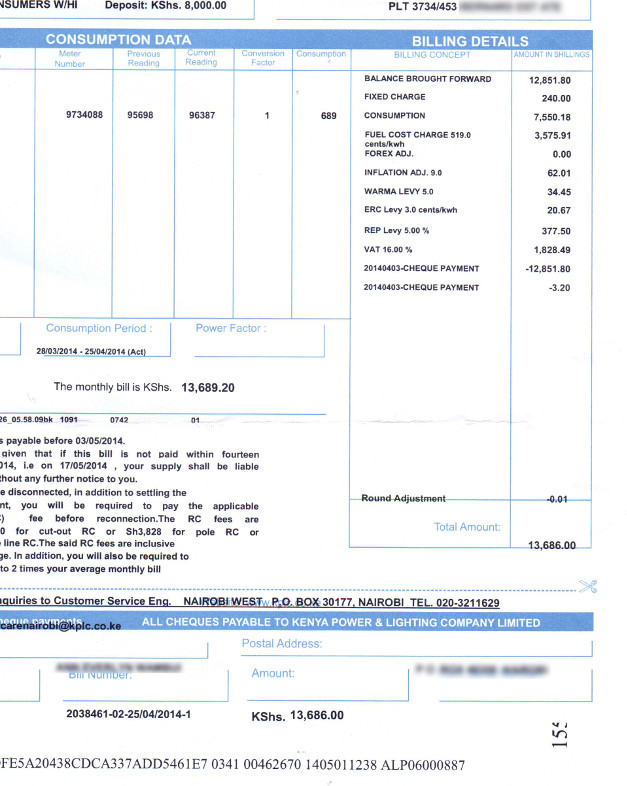 NSUMERS W/HI Deposit: KShs. 8,000.00
PLT 3734/453
CONSUMPTION DATA
Meter Number Previous Reading Current Reading Conversion Factor Consumption
9734088 95698 96387 1 689
BILLING DETAILS
BILLING CONCEPT AMOUNT IN SHILLINGS
BALANCE BROUGHT FORWARD 12,851.80
FIXED CHARGE 240.00
CONSUMPTION 7,550.18
FUEL COST CHARGE 519.0 3,575.91
cents/kwh
FOREX ADJ. 0.00
INFLATION ADJ. 9.0 62.01
WARMA LEVY 5.0 34.45
ERC Levy 3.0 cents/kwh 20.67
REP Levy 5.00 % 377.50
VAT 16.00 % 1,828.49
20140403-CHEQUE PAYMENT -12,851.80
20140403-CHEQUE PAYMENT -3.20
Round Adjustment -0.01
Total Amount:
13,686.00
Consumption Period : Power Factor :
28/03/2014 - 25/04/2014 (Act)
The monthly bill is KShs. 13,689.20
26_05.58.09bk 1091 0742 01
s payable before 03/05/2014.
given that if this bill is not paid within fourteen
014, i.e on 17/05/2014 , your supply shall be liable
thout any further notice to you.
e disconnected, in addition to settling the
nt, you will be required to pay the applicable
C) fee before reconnection.The RC fees are
0 for cut-out RC or Sh3,828 for pole RC or
line RC.The said RC fees are inclusive
ge. In addition, you will also be required to
to 2 times your average monthly bill
nquiries to Customer Service Eng. NAIROBI WEST P.O. BOX 30177, NAIROBI TEL. 020-3211629
heque payments
carenairobi@kplc.co.ke
ALL CHEQUES PAYABLE TO KENYA POWER & LIGHTING COMPANY LIMITED
Postal Address:
Bill Number: Amount:
2038461-02-25/04/2014-1 KShs. 13,686.00
155
0FE5A20438CDCA337ADD5461E7 0341 00462670 1405011238 ALP06000887